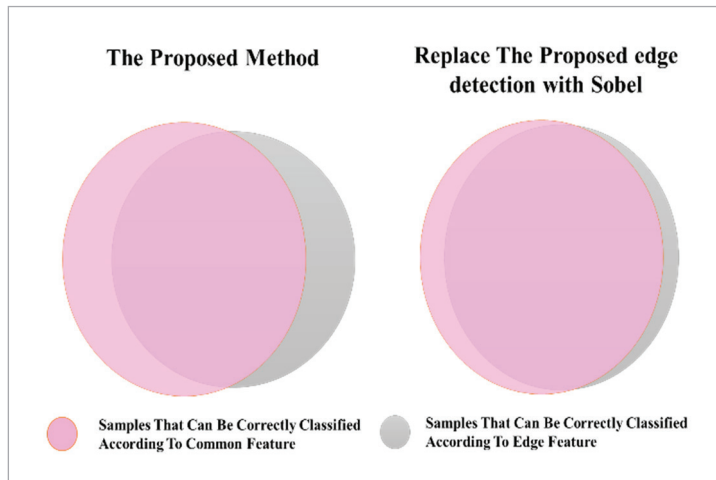 The Proposed Method
Replace The Proposed edge
detection with Sobel
Samples That Can Be Correctly Classified
According To Common Feature
Samples That Can Be Correctly Classified
According To Edge Feature